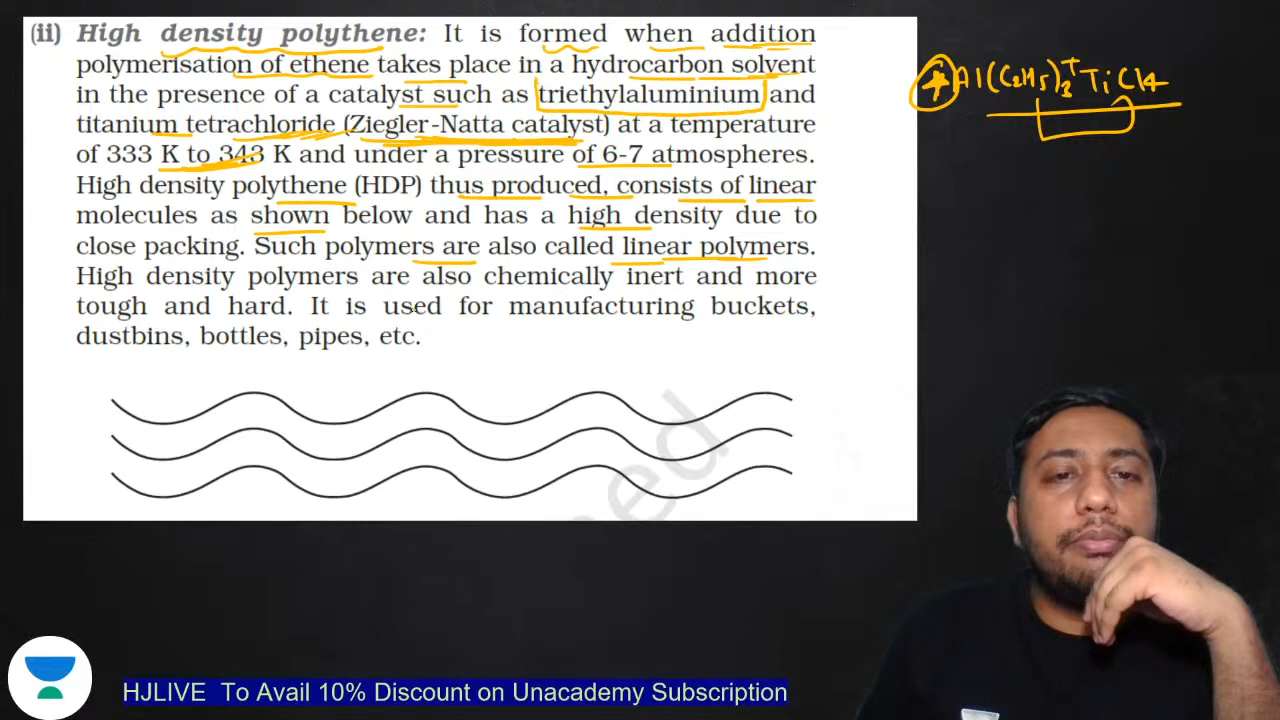 (ii) High density polythene: It is formed when addition
polymerisation of ethene takes place in a hydrocarbon solvent
in the presence of a catalyst such as triethylaluminium and
titanium tetrachloride (Ziegler-Natta catalyst) at a temperature
of 333 K to 343 K and under a pressure of 6-7 atmospheres.
High density polythene (HDP) thus produced, consists of linear
molecules as shown below and has a high density due to
close packing. Such polymers are also called linear polymers.
High density polymers are also chemically inert and more
tough and hard. It is used for manufacturing buckets,
dustbins, bottles, pipes, etc.
Al(C2H5)3 + TiCl4
HJLIVE To Avail 10% Discount on Unacademy Subscription